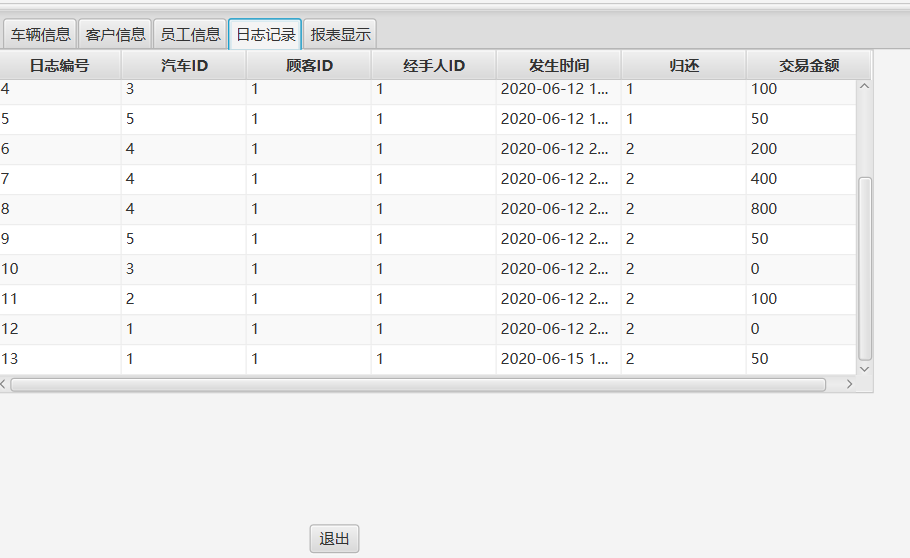 车辆信息 客户信息 员工信息 日志记录 报表显示
日志编号 汽车ID 顾客ID 经手人ID 发生时间 归还 交易金额
4 3 1 1 2020-06-12 1... 1 100
5 5 1 1 2020-06-12 1... 1 50
6 4 1 1 2020-06-12 2... 2 200
7 4 1 1 2020-06-12 2... 2 400
8 4 1 1 2020-06-12 2... 2 800
9 5 1 1 2020-06-12 2... 2 50
10 3 1 1 2020-06-12 2... 2 0
11 2 1 1 2020-06-12 2... 2 100
12 1 1 1 2020-06-12 2... 2 0
13 1 1 1 2020-06-15 1... 2 50
退出